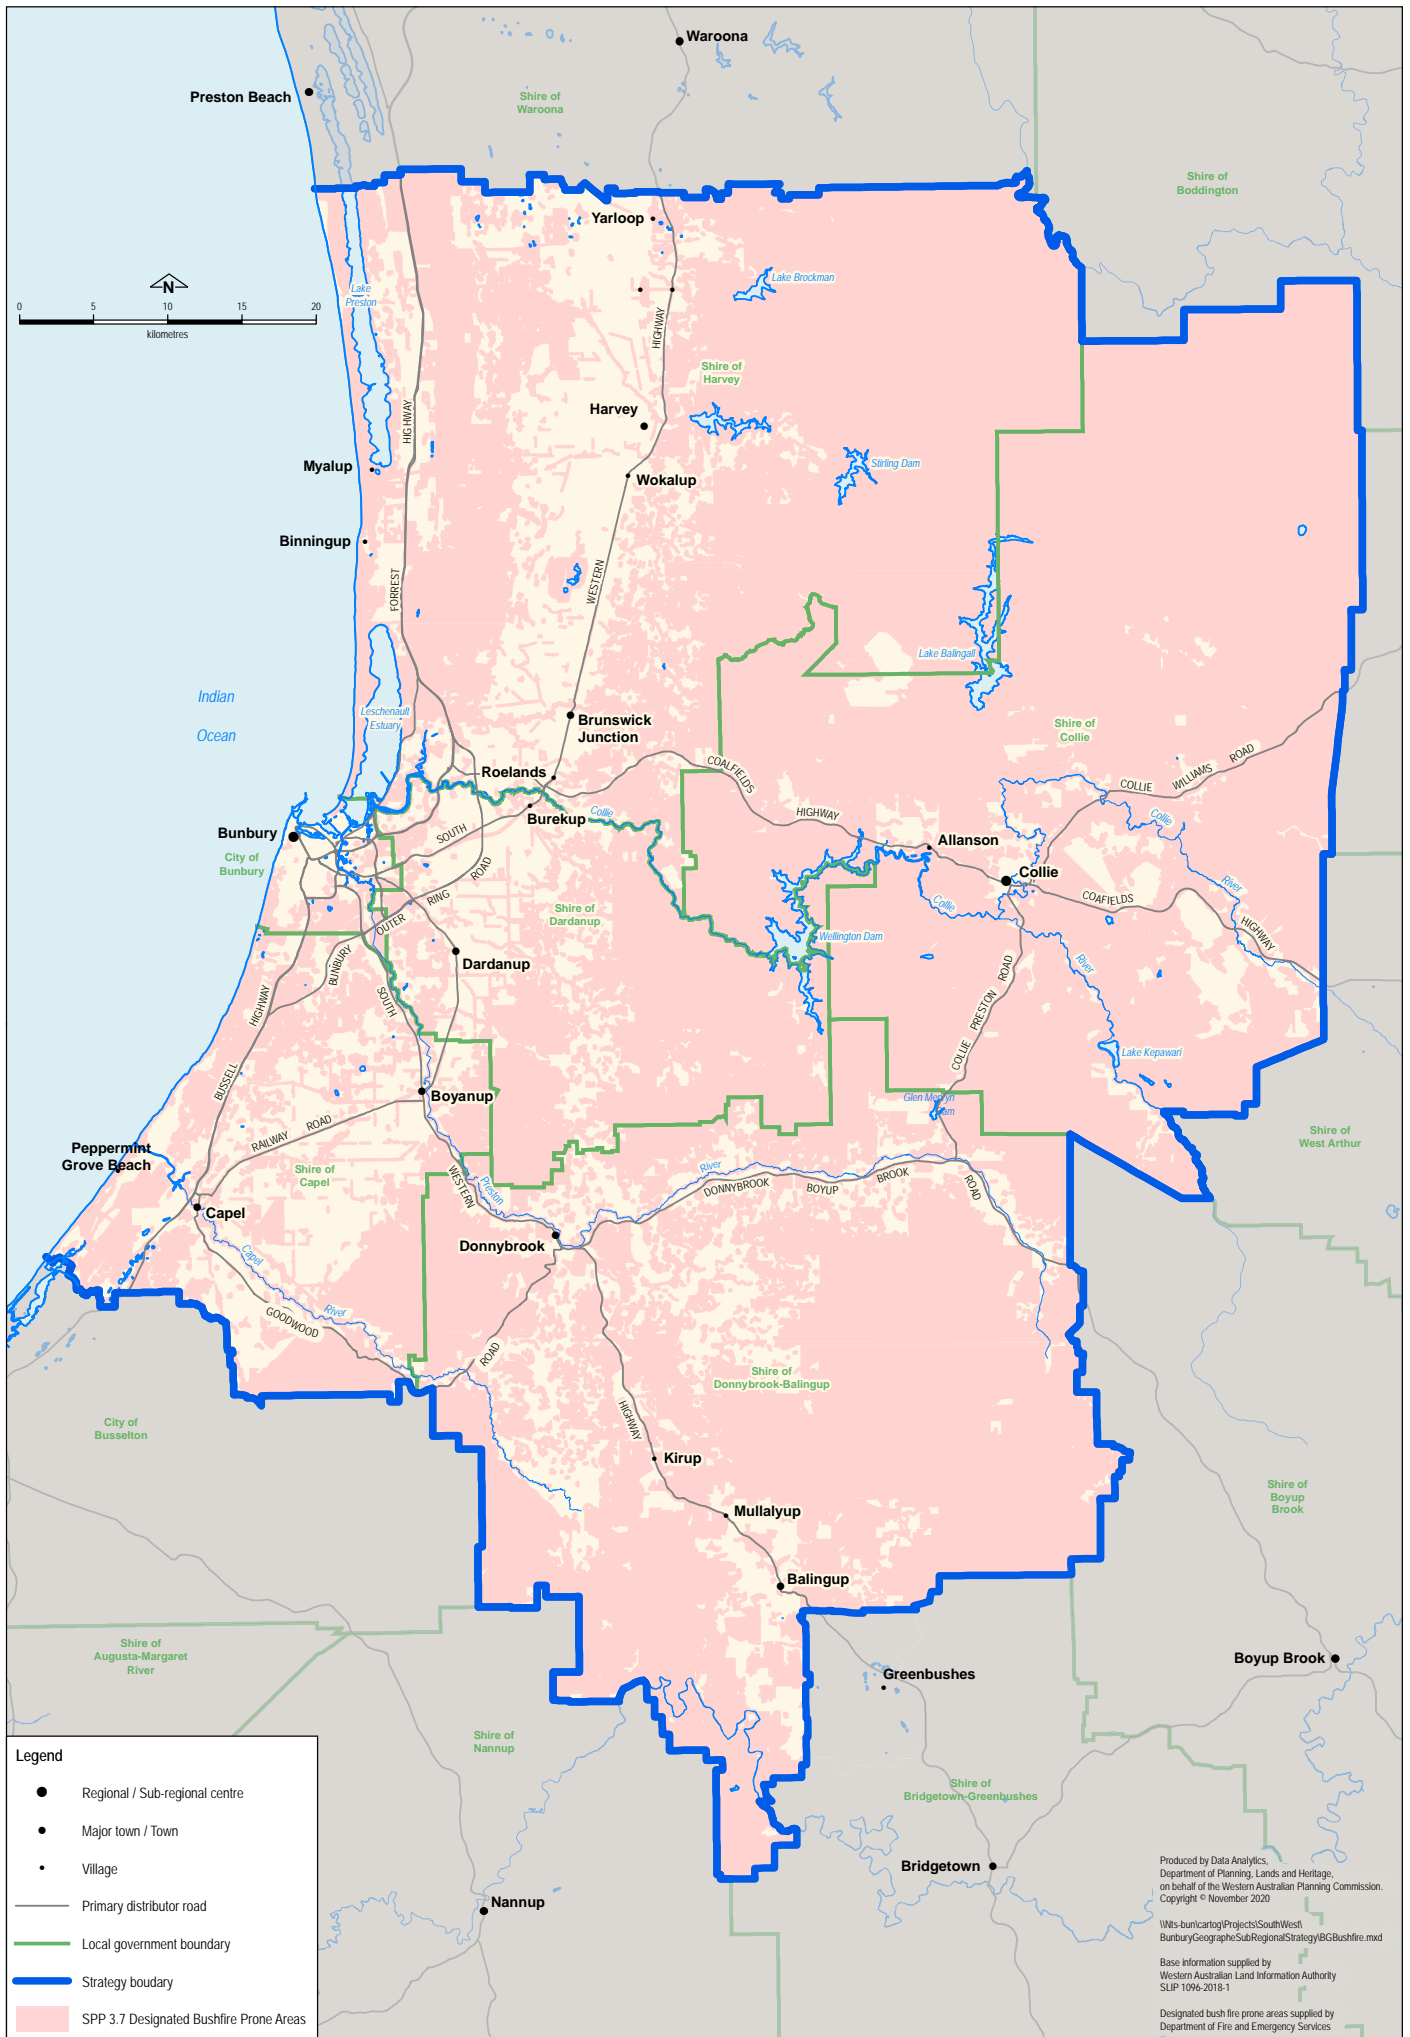 Waroona
Preston Beach
Shire of
Waroona
Shire of
Boddington
Yarloop
N
0
5
10
15
20
kilometres
Lake
Preston
Lake Brockman
HIGHWAY
Shire of
Harvey
HIGHWAY
Harvey
Myalup
Stirling Dam
Wokalup
Binningup
FORREST
WESTERN
Lake Balingall
Indian
Ocean
Leschenault
Estuary
Brunswick
Junction
Shire of
Collie
Roelands
COALFIELDS
COLLIE
WILLIAMS
ROAD
Burekup
Collie
HIGHWAY
Collie
Bunbury
SOUTH
Allanson
City of
Bunbury
ROAD
Collie
River
RING
COAFIELDS
Collie
OUTER
Shire of
Dardanup
Wellington Dam
HIGHWAY
BUNBURY
Dardanup
River
ROAD
SOUTH
HIGHWAY
PRESTON
COLLIE
Lake Kepawari
BUSSELL
Boyanup
Glen Mervyn
Dam
ROAD
RAILWAY
Shire of
West Arthur
Peppermint
Grove Beach
Shire of
Capel
WESTERN
Preston
River
DONNYBROOK
BOYUP
BROOK
ROAD
Capel
Donnybrook
Capel
River
GOODWOOD
ROAD
Shire of
Donnybrook-Balingup
HIGHWAY
City of
Busselton
Kirup
Shire of
Boyup
Brook
Mullalyup
Balingup
Shire of
Augusta-Margaret
River
Boyup Brook
Greenbushes
Shire of
Nannup
Shire of
Bridgetown-Greenbushes
Bridgetown
Nannup
Legend
Regional / Sub-regional centre
Major town / Town
Village
Primary distributor road
Local government boundary
Strategy boudary
SPP 3.7 Designated Bushfire Prone Areas
Produced by Data Analytics,
Department of Planning, Lands and Heritage,
on behalf of the Western Australian Planning Commission.
Copyright © November 2020
\\Nts-bun\cartog\Projects\SouthWest\
BunburyGeographeSubRegionalStrategy\BGBushfire.mxd
Base information supplied by
Western Australian Land Information Authority
SLIP 1096-2018-1
Designated bush fire prone areas supplied by
Department of Fire and Emergency Services